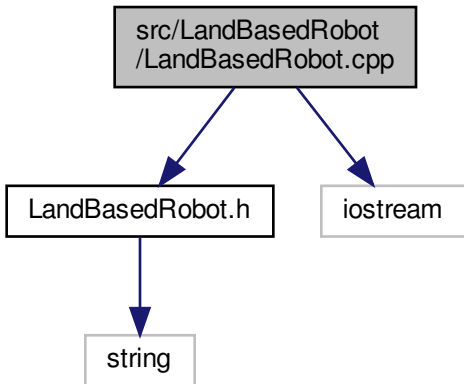 src/LandBasedRobot
/LandBasedRobot.cpp
LandBasedRobot.h
iostream
string